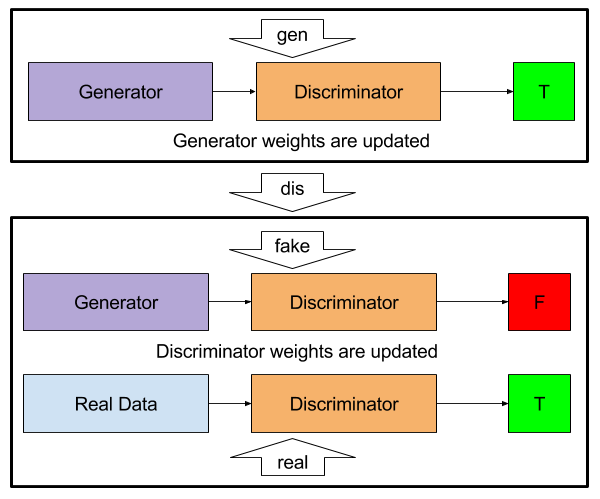 gen
Generator
Discriminator
T
Generator weights are updated
dis
fake
Generator
Discriminator
F
Discriminator weights are updated
Real Data
Discriminator
T
real